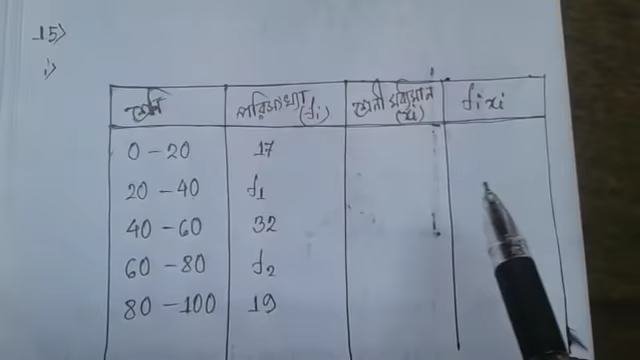 15>
i>
শ্রেনি পরিসংখ্যা (fi) শ্রেনী মধ্যমান (xi) fixi
0-20 17
20-40 f1
40-60 32
60-80 f2
80-100 19